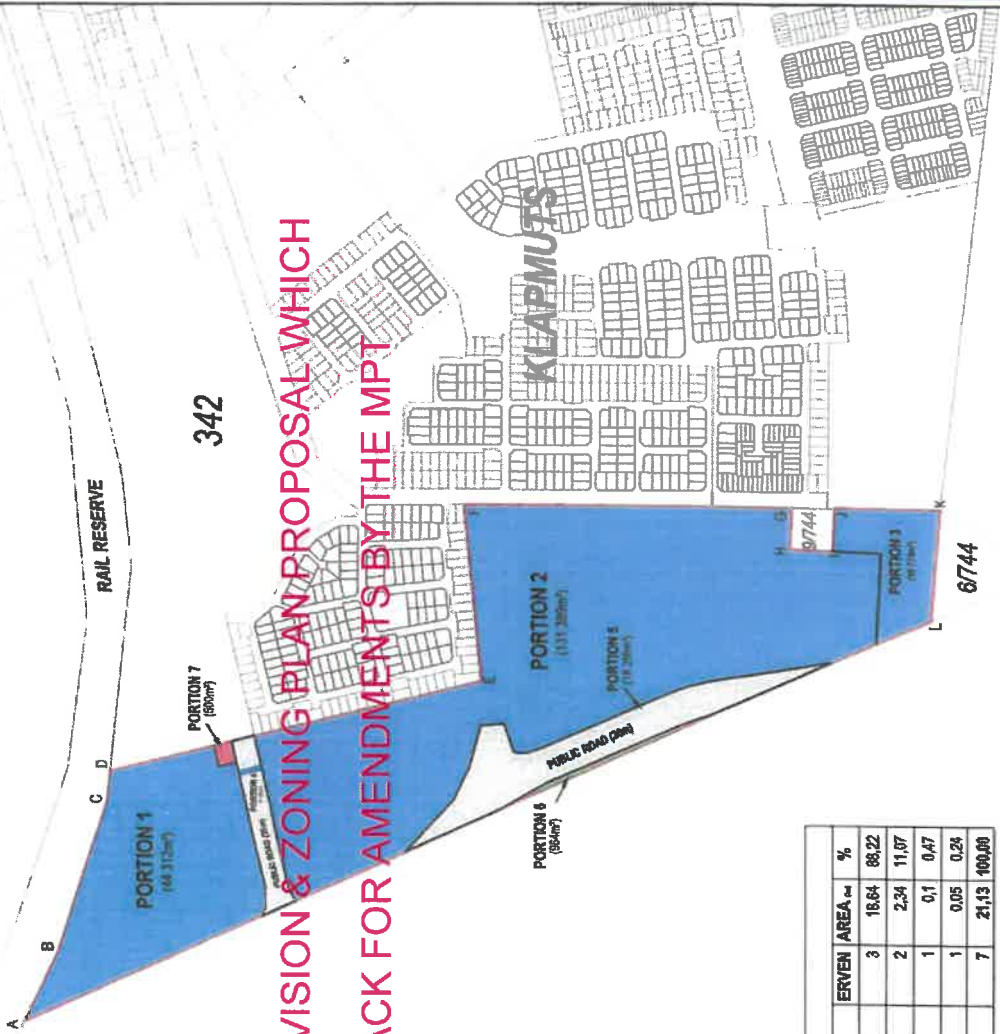 A
B
C
D
RAIL RESERVE
342
PORTION 1
PORTION 7
(500m²)
VISION & ZONING PLAN PROPOSAL WHICH
ACK FOR AMENDMENTS BY THE MPT
KLAPMUTS
PUBLIC ROAD
E
PORTION 2
PORTION 5
PUBLIC ROAD
PORTION 6
(964m²)
G
H
9/744
J
PORTION 3
K
L
6/744
ERVEN AREA %
3 18,64 88,22
2 2,34 11,07
1 0,1 0,47
1 0,05 0,24
7 21,13 100,00